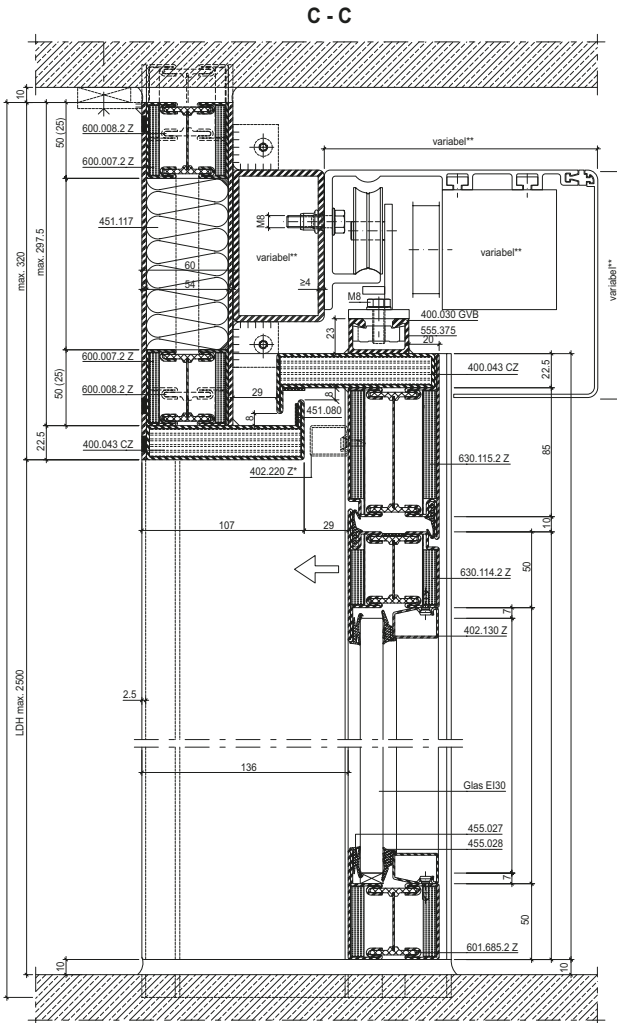 C - C
10
600.008.2 Z
50 (25)
600.007.2 Z
variabel**
451.117
M8
variabel**
variabel**
variabel**
max. 320
max. 297.5
60
54
≥4
M8
400.030 GVB
555.375
23
20
600.007.2 Z
50 (25)
600.008.2 Z
29
8
8
451.080
400.043 CZ
22.5
400.043 CZ
22.5
402.220 Z*
630.115.2 Z
85
107
29
10
50
630.114.2 Z
7
402.130 Z
LDH max. 2500
2.5
136
Glas EI30
455.027
455.028
7
50
601.685.2 Z
10
10